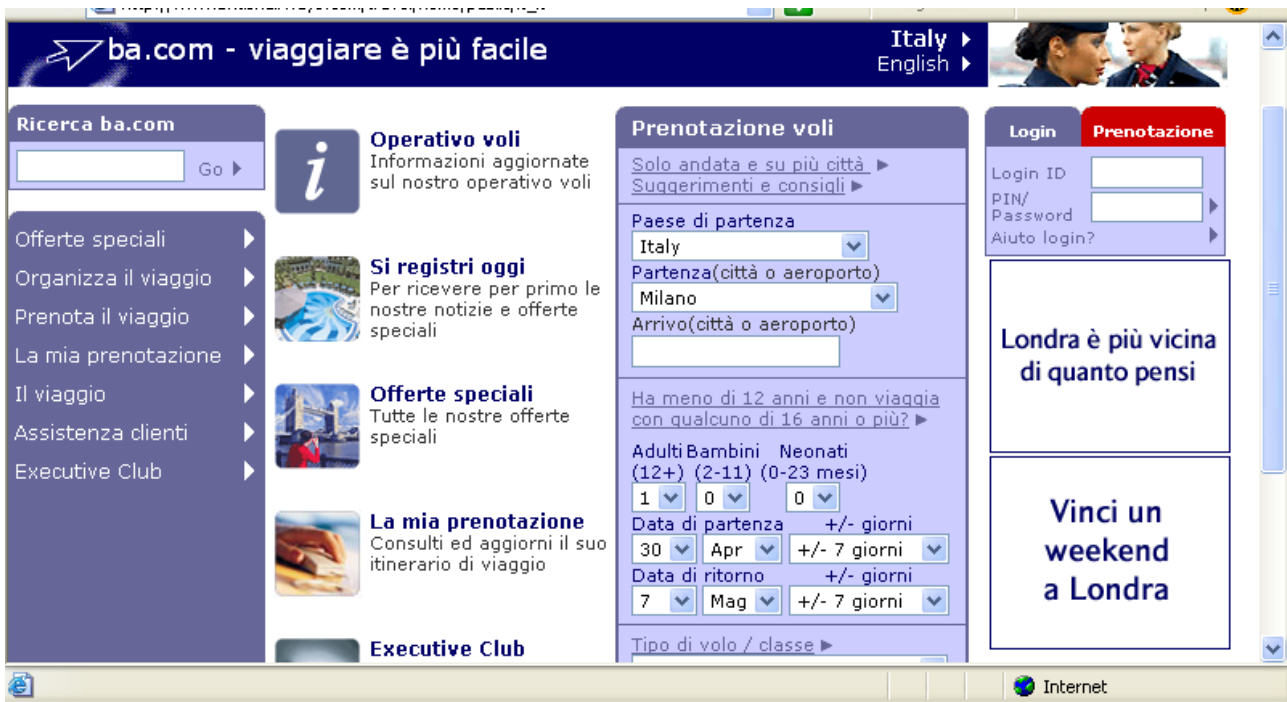 ba.com - viaggiare è più facile
Italy
English
Ricerca ba.com
Go
Offerte speciali
Organizza il viaggio
Prenota il viaggio
La mia prenotazione
Il viaggio
Assistenza clienti
Executive Club
Operativo voli
Informazioni aggiornate
sul nostro operativo voli
Si registri oggi
Per ricevere per primo le
nostre notizie e offerte
speciali
Offerte speciali
Tutte le nostre offerte
speciali
La mia prenotazione
Consulti ed aggiorni il suo
itinerario di viaggio
Executive Club
Prenotazione voli
Solo andata e su più città
Suggerimenti e consigli
Paese di partenza
Italy
Partenza(città o aeroporto)
Milano
Arrivo(città o aeroporto)
Ha meno di 12 anni e non viaggia
con qualcuno di 16 anni o più?
Adulti Bambini Neonati
(12+) (2-11) (0-23 mesi)
1 0 0
Data di partenza +/- giorni
30 Apr +/- 7 giorni
Data di ritorno +/- giorni
7 Mag +/- 7 giorni
Tipo di volo / classe
Login Prenotazione
Login ID
PIN/
Password
Aiuto login?
Londra è più vicina
di quanto pensi
Vinci un
weekend
a Londra
Internet